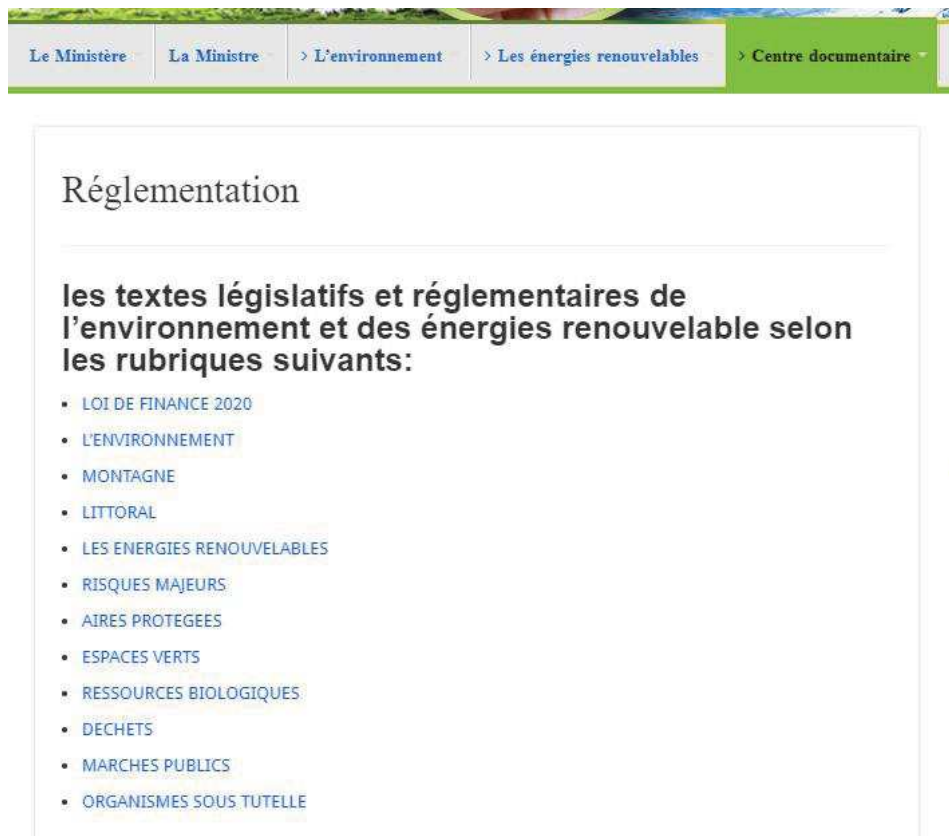 Le Ministère
La Ministre
> L'environnement
> Les énergies renouvelables
> Centre documentaire
Réglementation
les textes législatifs et réglementaires de
l'environnement et des énergies renouvelable selon
les rubriques suivants:
• LOI DE FINANCE 2020
• L'ENVIRONNEMENT
• MONTAGNE
• LITTORAL
• LES ENERGIES RENOUVELABLES
• RISQUES MAJEURS
• AIRES PROTEGEES
• ESPACES VERTS
• RESSOURCES BIOLOGIQUES
• DECHETS
• MARCHES PUBLICS
• ORGANISMES SOUS TUTELLE